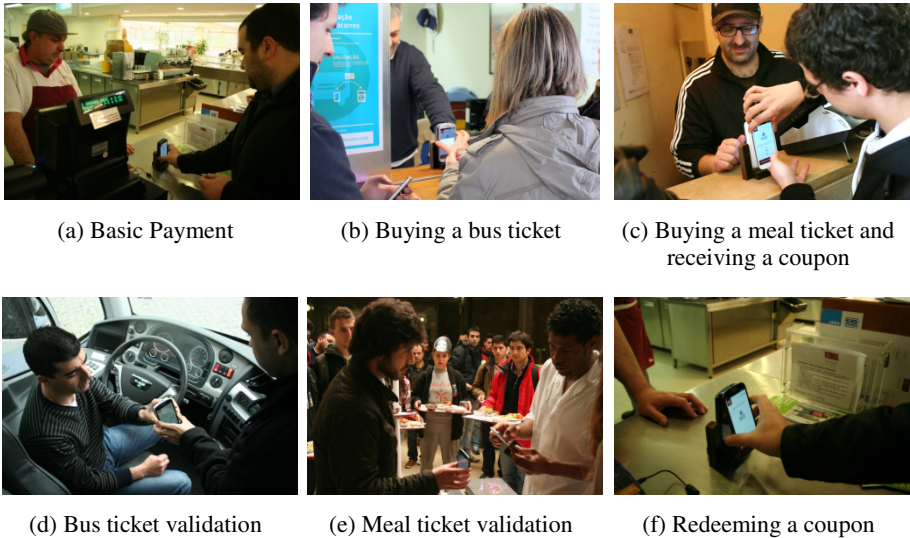 VALIDAÇÃO
(a) Basic Payment
(b) Buying a bus ticket
(c) Buying a meal ticket and
receiving a coupon
(d) Bus ticket validation
(e) Meal ticket validation
(f) Redeeming a coupon